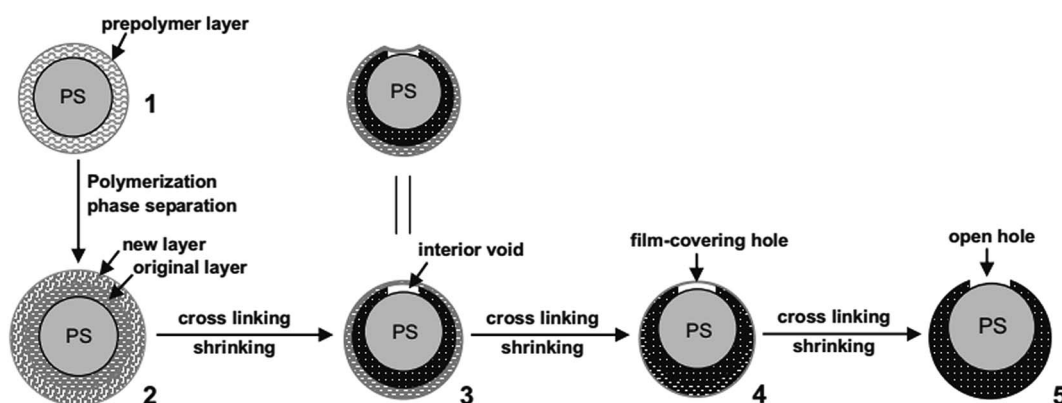 prepolymer layer
PS
1
PS
Polymerization
phase separation
new layer
original layer
PS
2
cross linking
shrinking
interior void
PS
3
cross linking
shrinking
film-covering hole
PS
4
cross linking
shrinking
open hole
PS
5